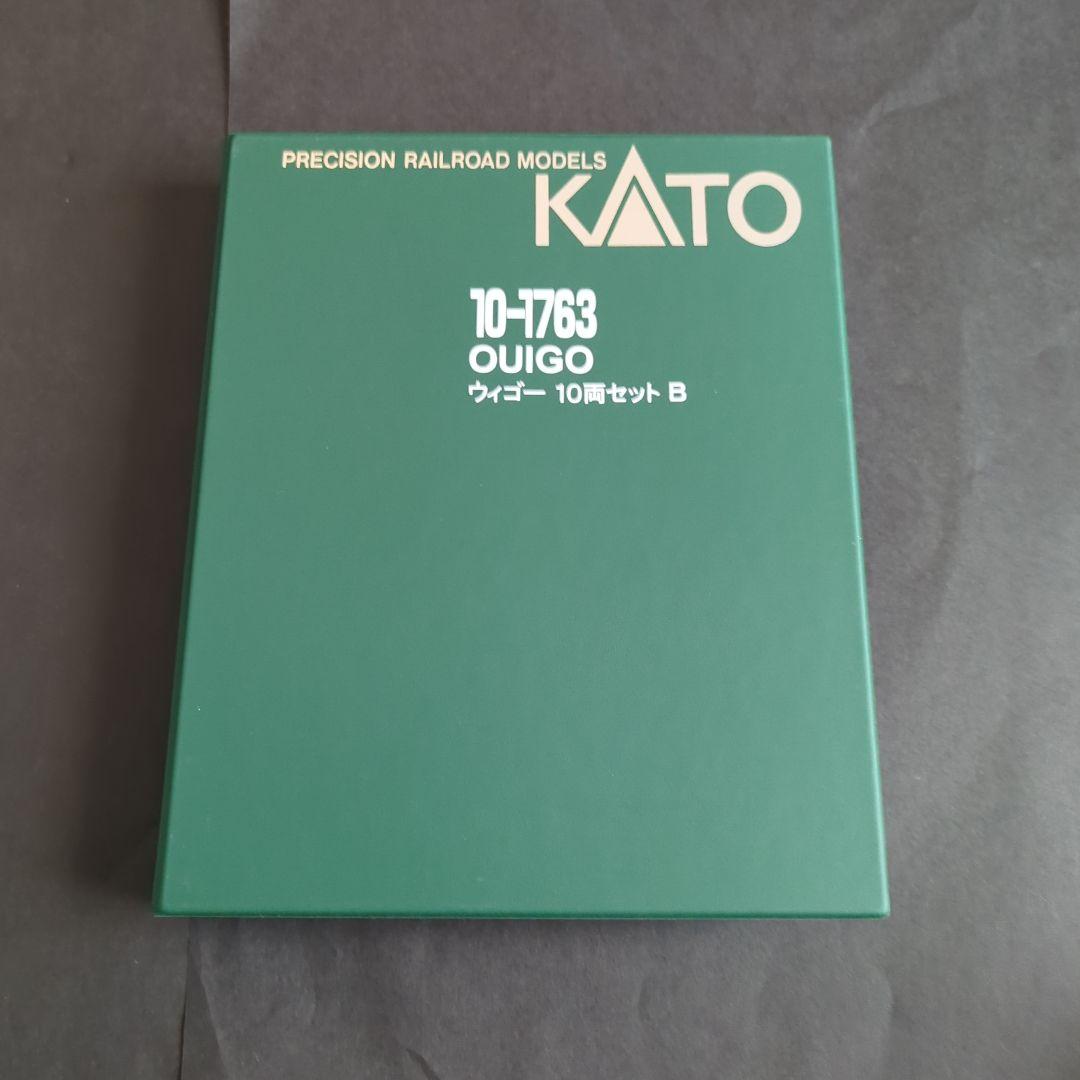 PRECISION RAILROAD MODELS
KATO
10-1763
OUIGO
ウィゴー 10両セット B